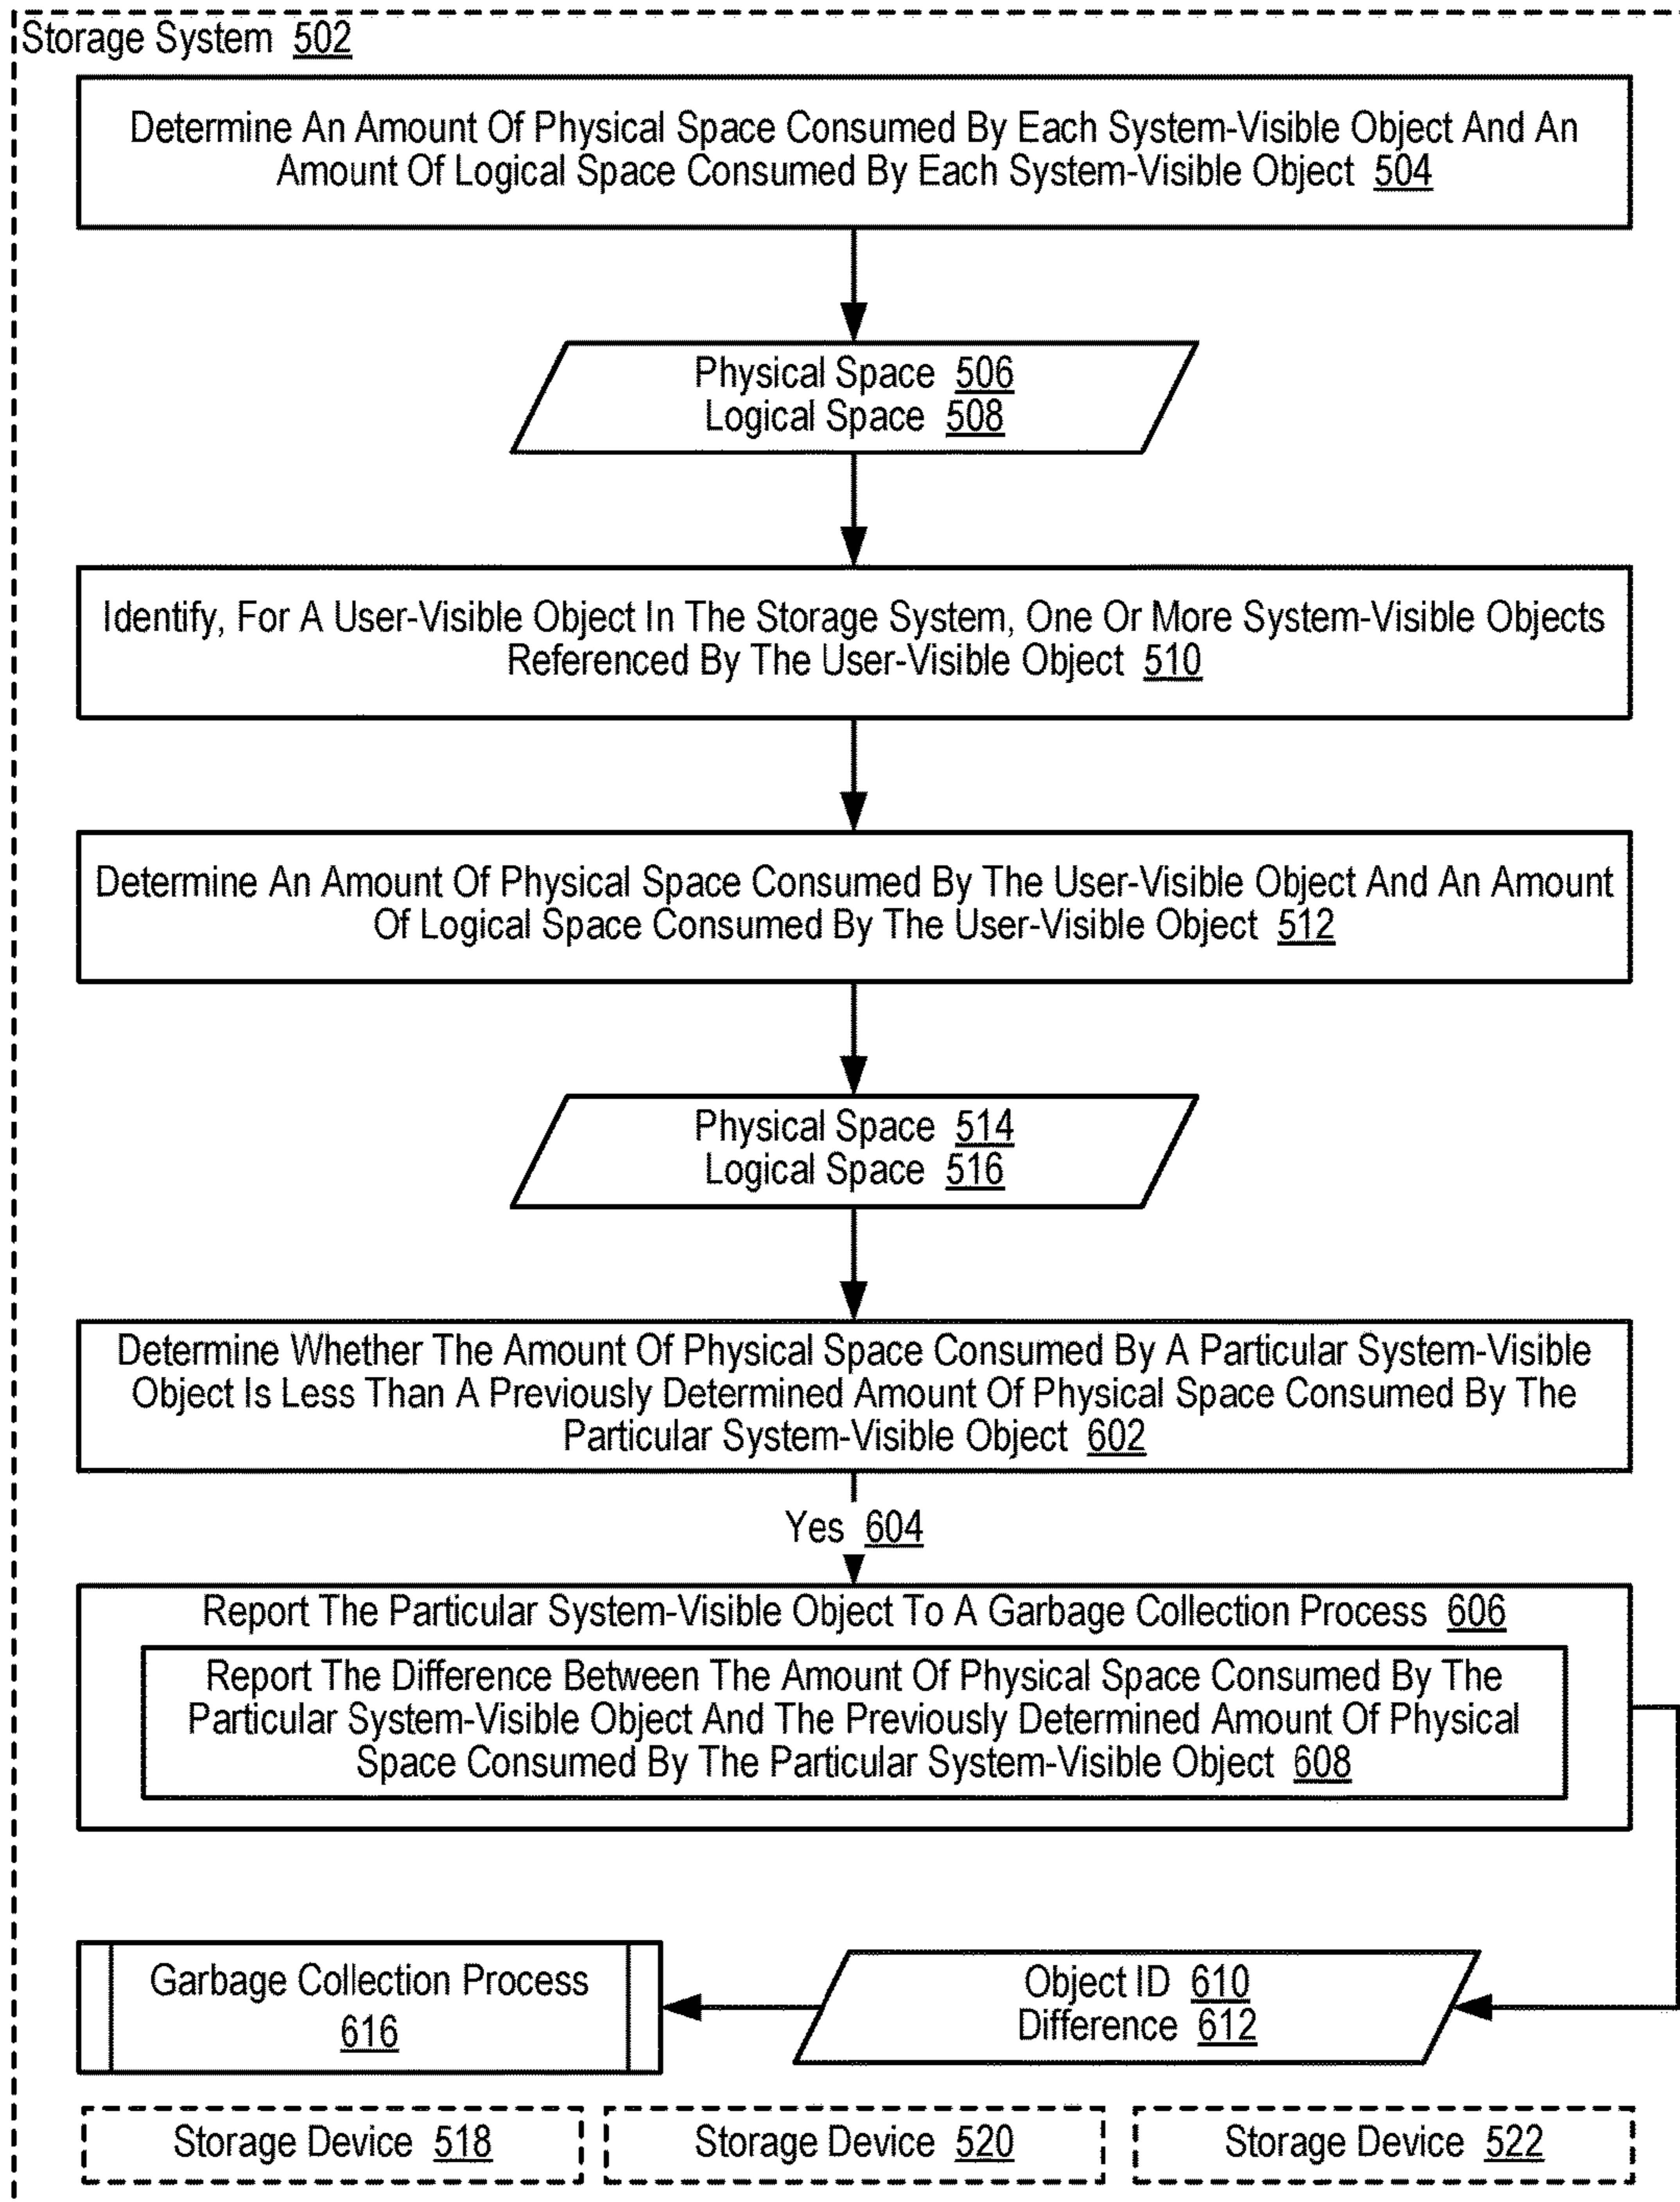 Storage System 502
Determine An Amount Of Physical Space Consumed By Each System-Visible Object And An
Amount Of Logical Space Consumed By Each System-Visible Object 504
Physical Space 506
Logical Space 508
Identify, For A User-Visible Object In The Storage System, One Or More System-Visible Objects
Referenced By The User-Visible Object 510
Determine An Amount Of Physical Space Consumed By The User-Visible Object And An Amount
Of Logical Space Consumed By The User-Visible Object 512
Physical Space 514
Logical Space 516
Determine Whether The Amount Of Physical Space Consumed By A Particular System-Visible
Object Is Less Than A Previously Determined Amount Of Physical Space Consumed By The
Particular System-Visible Object 602
Yes 604
Report The Particular System-Visible Object To A Garbage Collection Process 606
Report The Difference Between The Amount Of Physical Space Consumed By The
Particular System-Visible Object And The Previously Determined Amount Of Physical
Space Consumed By The Particular System-Visible Object 608
Object ID 610
Difference 612
Garbage Collection Process
616
Storage Device 518
Storage Device 520
Storage Device 522